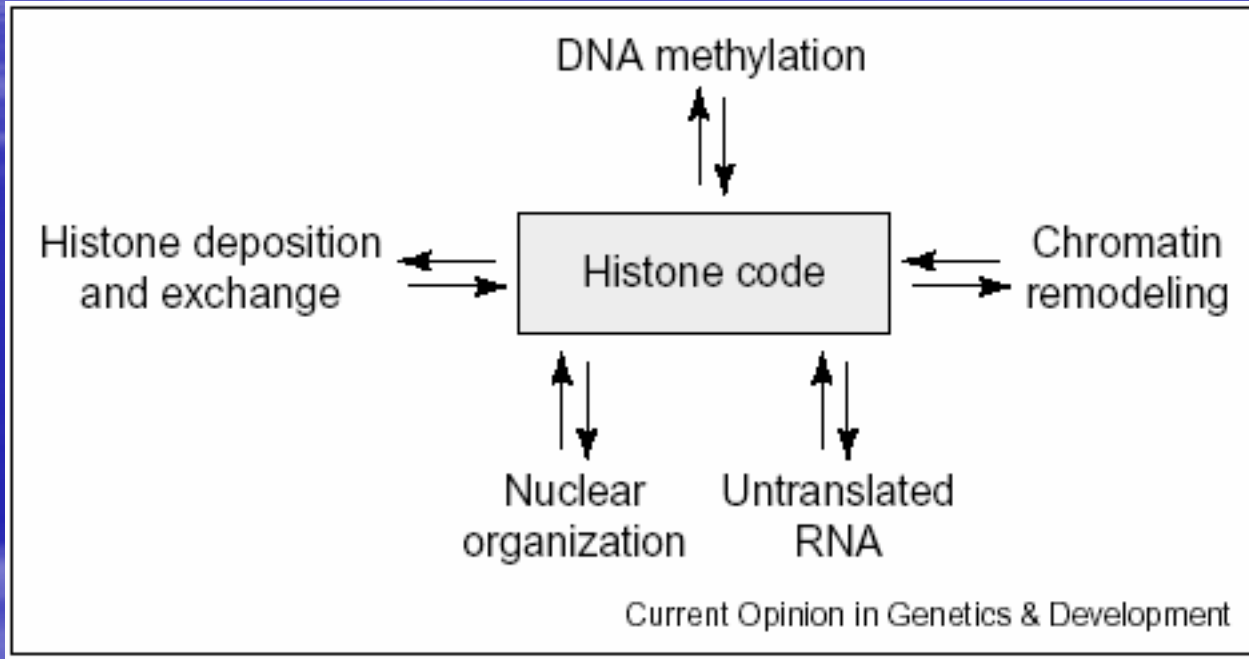 DNA methylation
Histone deposition
and exchange
Histone code
Chromatin
remodeling
Nuclear
organization
Untranslated
RNA
Current Opinion in Genetics & Development